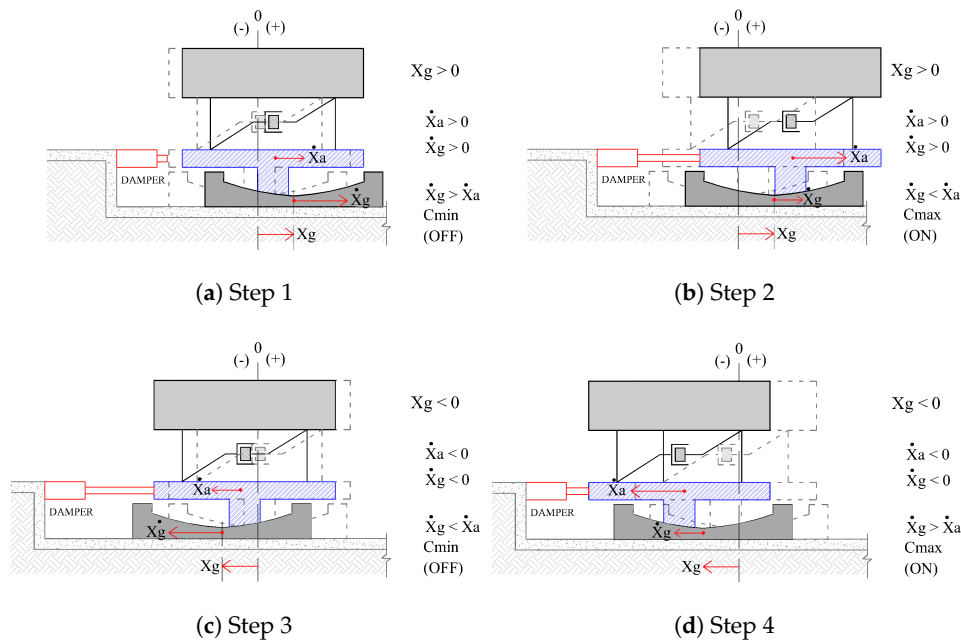 0
(-) (+)
Xg > 0
Ẋa > 0
Ẋg > 0
Ẋa
DAMPER
Ẋg
Ẋg > Ẋa
Cmin
(OFF)
Xg
(a) Step 1
0
(-) (+)
Xg > 0
Ẋa > 0
Ẋg > 0
Ẋa
DAMPER
Ẋg
Ẋg < Ẋa
Cmax
(ON)
Xg
(b) Step 2
0
(-) (+)
Xg < 0
Ẋa < 0
Ẋg < 0
Ẋa
DAMPER
Ẋg
Ẋg < Ẋa
Cmin
(OFF)
Xg
(c) Step 3
0
(-) (+)
Xg < 0
Ẋa < 0
Ẋg < 0
Ẋa
DAMPER
Ẋg
Ẋg > Ẋa
Cmax
(ON)
Xg
(d) Step 4